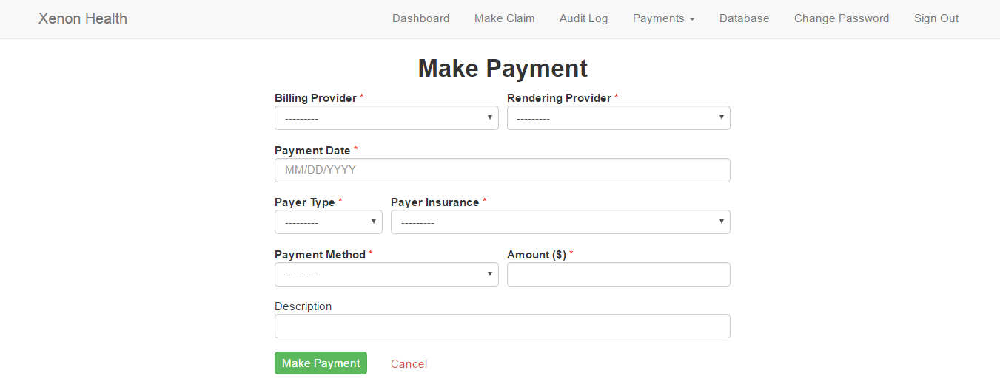 Xenon Health Dashboard Make Claim Audit Log Payments Database Change Password Sign Out
Make Payment
Billing Provider * Rendering Provider *
--------- ---------
Payment Date *
MM/DD/YYYY
Payer Type * Payer Insurance *
--------- ---------
Payment Method * Amount ($) *
---------
Description
Make Payment Cancel